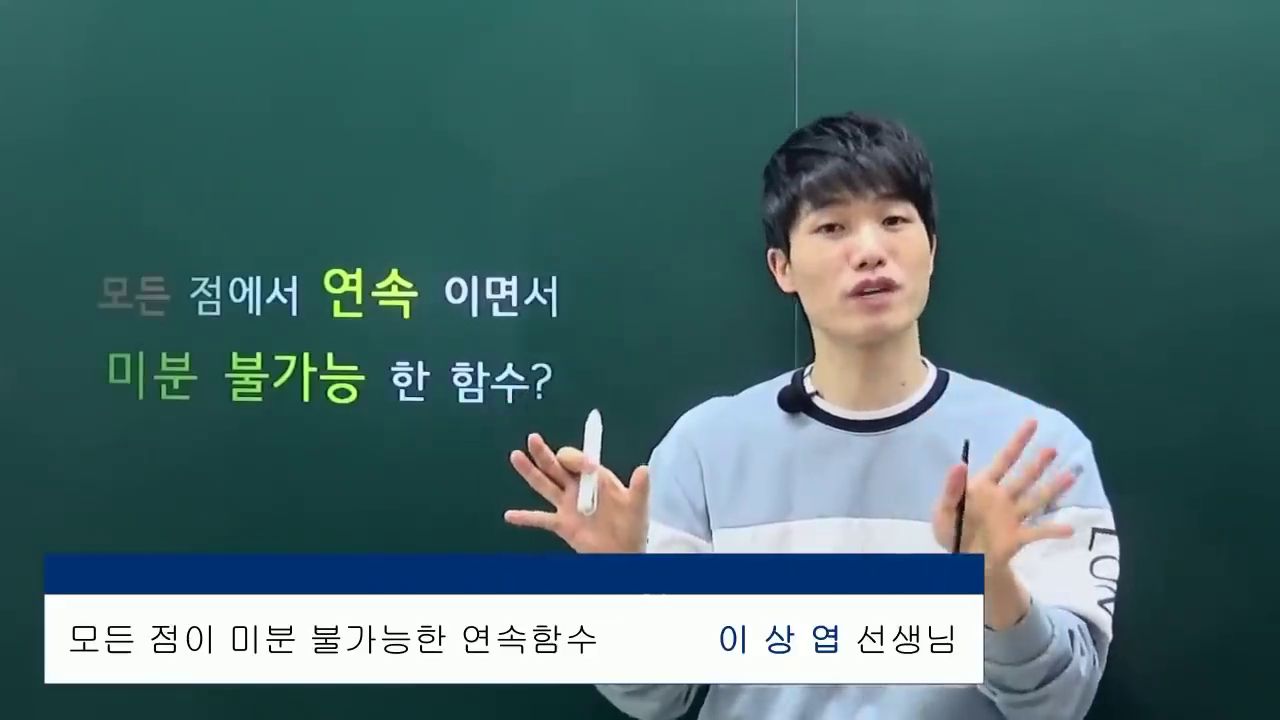 모든 점에서 연속 이면서
미분 불가능 한 함수?
모든 점이 미분 불가능한 연속함수
이 상 엽 선생님